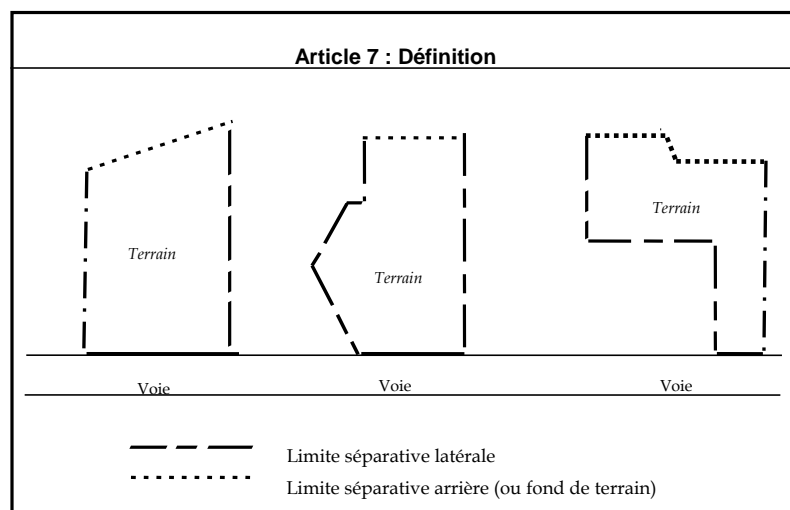 Article 7 : Définition
Terrain
Terrain
Terrain
Voie
Voie
Voie
Limite séparative latérale
Limite séparative arrière (ou fond de terrain)